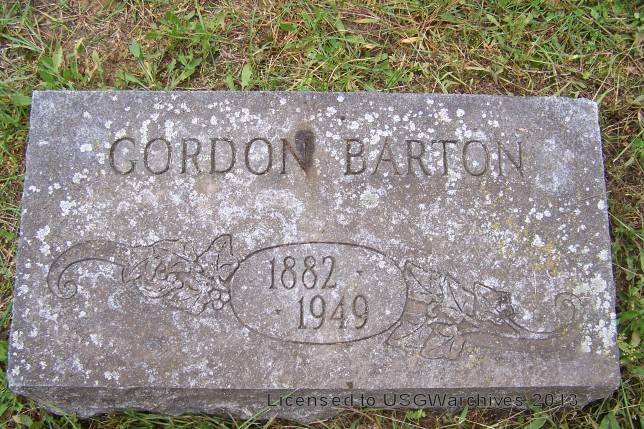 GORDON BARTON
1882 -
- 1949
Licensed to USGWarchives 2013